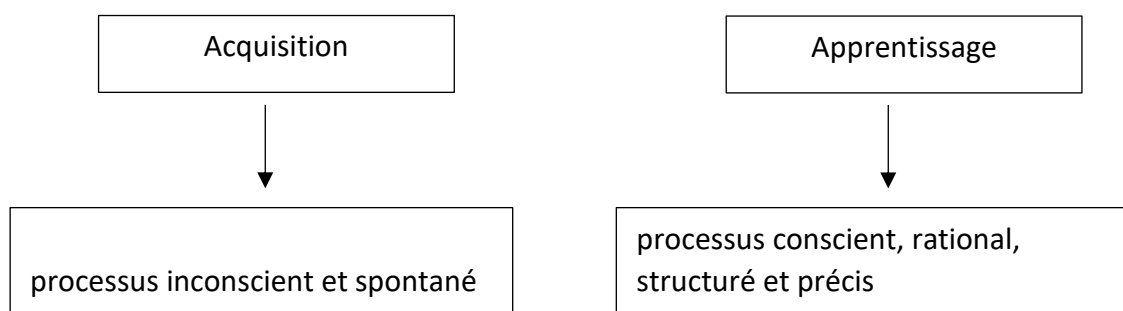 Acquisition
Apprentissage
processus inconscient et spontané
processus conscient, rational,
structuré et précis